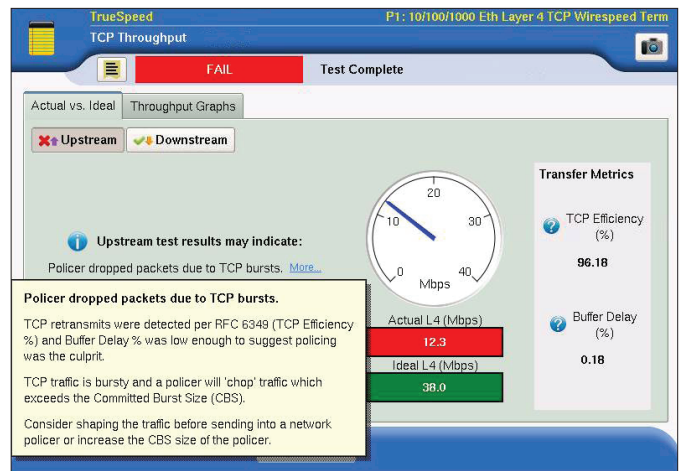 TrueSpeed
P1: 10/100/1000 Eth Layer 4 TCP Wirespeed Term
TCP Throughput
FAIL
Test Complete
Actual vs. Ideal
Throughput Graphs
Upstream
Downstream
Upstream test results may indicate:
Policer dropped packets due to TCP bursts. More...
Policer dropped packets due to TCP bursts.
TCP retransmits were detected per RFC 6349 (TCP Efficiency
%) and Buffer Delay % was low enough to suggest policing
was the culprit.
TCP traffic is bursty and a policer will 'chop' traffic which
exceeds the Committed Burst Size (CBS).
Consider shaping the traffic before sending into a network
policer or increase the CBS size of the policer.
0
10
20
30
40
Mbps
Actual L4 (Mbps)
12.3
Ideal L4 (Mbps)
38.0
Transfer Metrics
TCP Efficiency
(%)
96.18
Buffer Delay
(%)
0.18